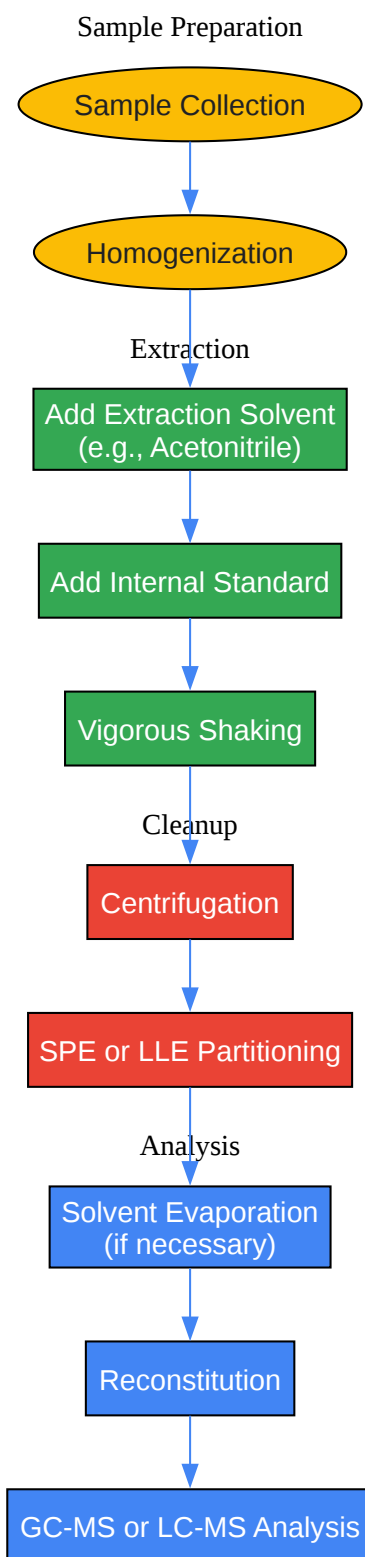 Sample Preparation
Sample Collection
Homogenization
Extraction
Add Extraction Solvent
(e.g., Acetonitrile)
Add Internal Standard
Vigorous Shaking
Cleanup
Centrifugation
SPE or LLE Partitioning
Analysis
Solvent Evaporation
(if necessary)
Reconstitution
GC-MS or LC-MS Analysis